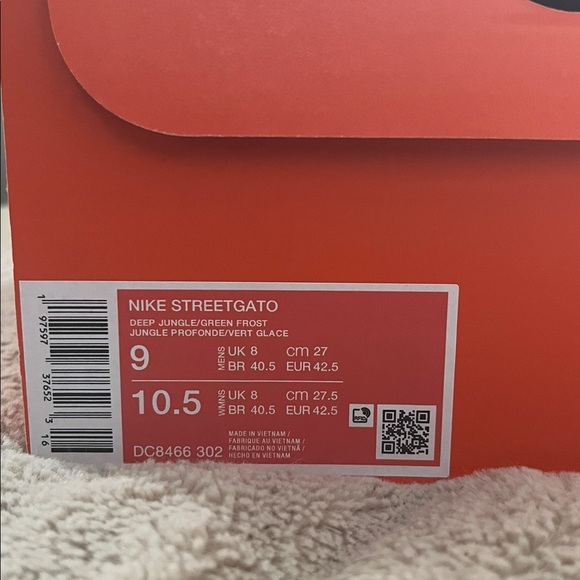 NIKE STREETGATO
DEEP JUNGLE/GREEN FROST
JUNGLE PROFONDE/VERT GLACE
9 MENS UK 8 cm 27
BR 40.5 EUR 42.5
10.5 WMNS UK 8 cm 27.5
BR 40.5 EUR 42.5
DC8466 302
MADE IN VIETNAM /
FABRIQUE AU VIETNAM /
FABRICADO NO VIETNÃ /
HECHO EN VIETNAM
RFID
1 97597 37652 3
16